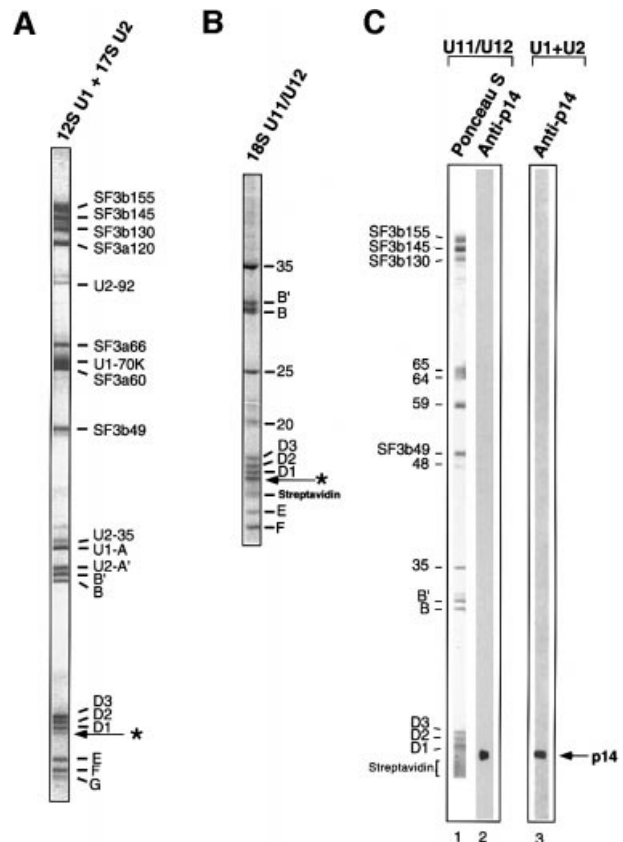 A
12S U1 + 17S U2
SF3b155
SF3b145
SF3b130
SF3a120
U2-92
SF3a66
U1-70K
SF3a60
SF3b49
U2-35
U1-A
U2-A'
B'
B
D3
D2
D1
*
E
F
G
B
18S U11/U12
35
B'
B
25
20
D3
D2
D1
*
Streptavidin
E
F
C
U11/U12
U1+U2
Ponceau S
Anti-p14
Anti-p14
SF3b155
SF3b145
SF3b130
65
64
59
SF3b49
48
35
B'
B
D3
D2
D1
Streptavidin
p14
1 2 3